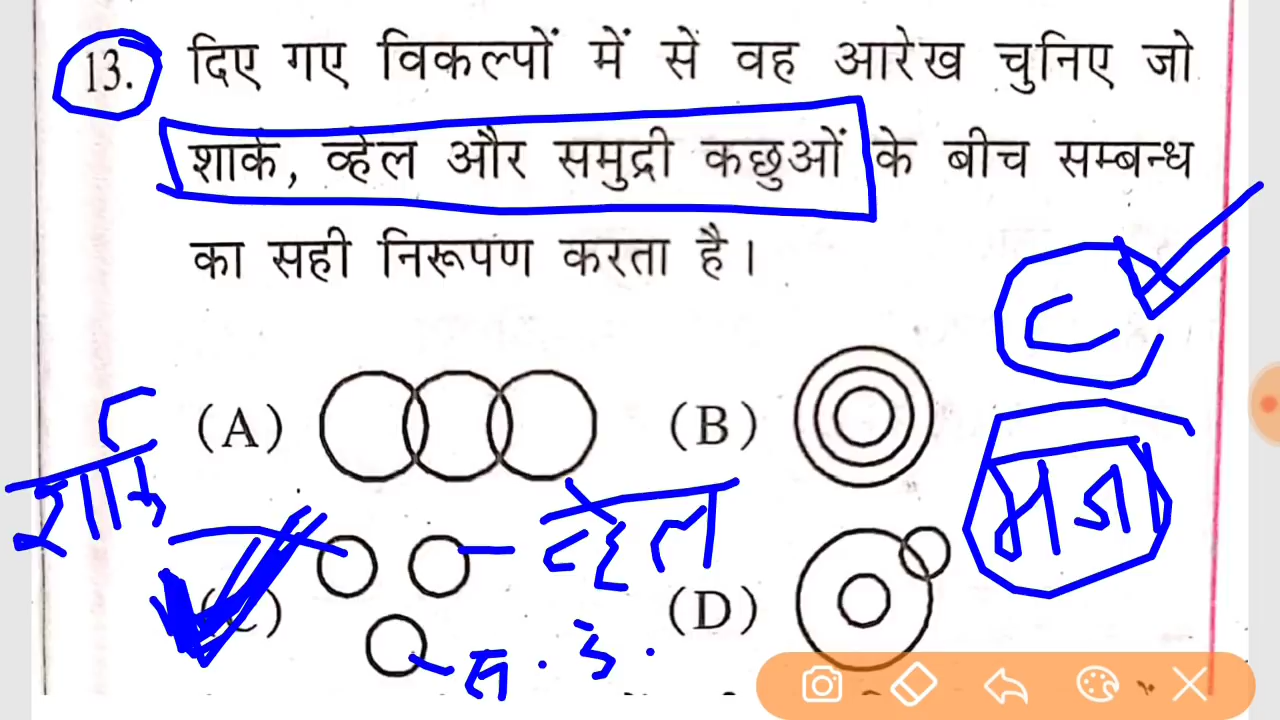 13. दिए गए विकल्पों में से वह आरेख चुनिए जो
शार्क, व्हेल और समुद्री कछुओं के बीच सम्बन्ध
का सही निरूपण करता है।
C
(A) (B)
शार्क व्हेल
(C) (D)
स.